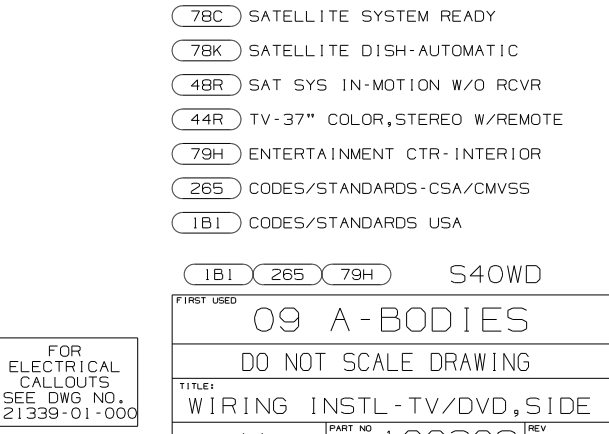 78C SATELLITE SYSTEM READY
78K SATELLITE DISH-AUTOMATIC
48R SAT SYS IN-MOTION W/O RCVR
44R TV-37" COLOR,STEREO W/REMOTE
79H ENTERTAINMENT CTR-INTERIOR
265 CODES/STANDARDS-CSA/CMVSS
1B1 CODES/STANDARDS USA
1B1 265 79H S40WD
FIRST USED
09 A-BODIES
DO NOT SCALE DRAWING
TITLE:
WIRING INSTL-TV/DVD,SIDE
PART NO
REV
FOR
ELECTRICAL
CALLOUTS
SEE DWG NO.
21339-01-000